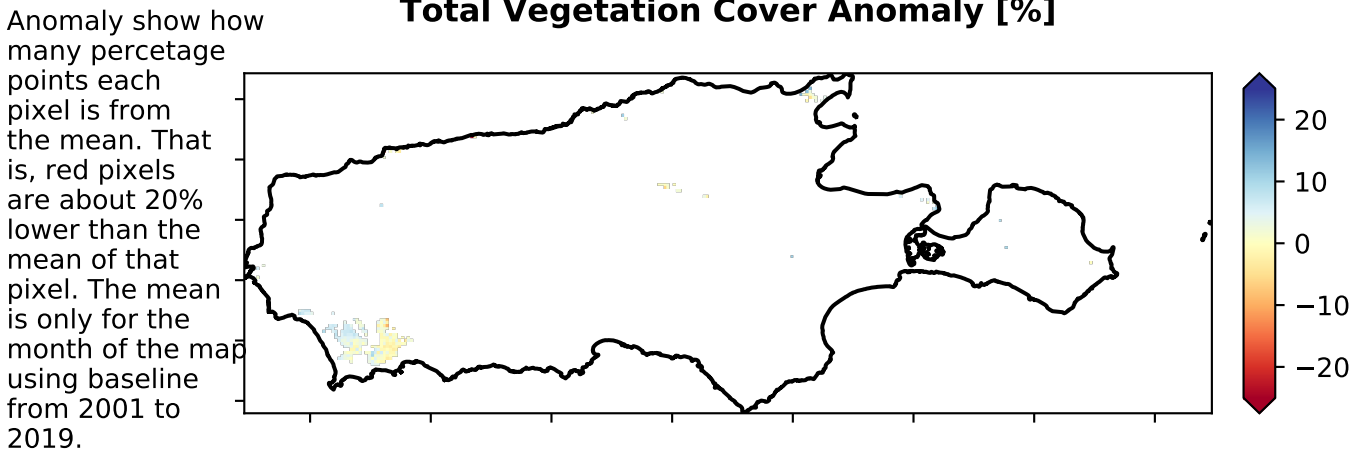 Total Vegetation Cover Anomaly [%]
Anomaly show how
many percetage
points each
pixel is from
the mean. That
is, red pixels
are about 20%
lower than the
mean of that
pixel. The mean
is only for the
month of the map
using baseline
from 2001 to
2019.
20
10
0
−10
−20